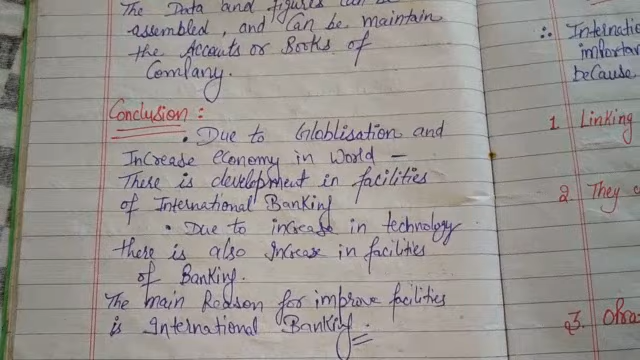 The Data and figures can be
assembled, and can be maintain
the Accouts or Books of
Company.
Conclusion :
• Due to Globlisation and
Increase economy in World –
There is development in facilities
of International Banking
• Due to increase in technology
there is also Increase in facilities
of Banking.
The main Reason for improve facilities
is International Banking.
∴
because
1 Linking
2 They
3.